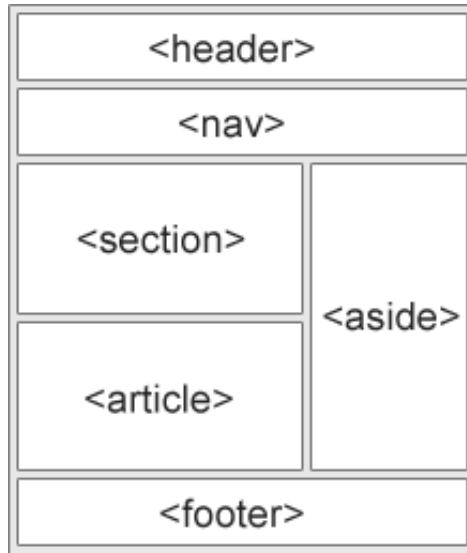 <header>
<nav>
<section>
<aside>
<article>
<footer>